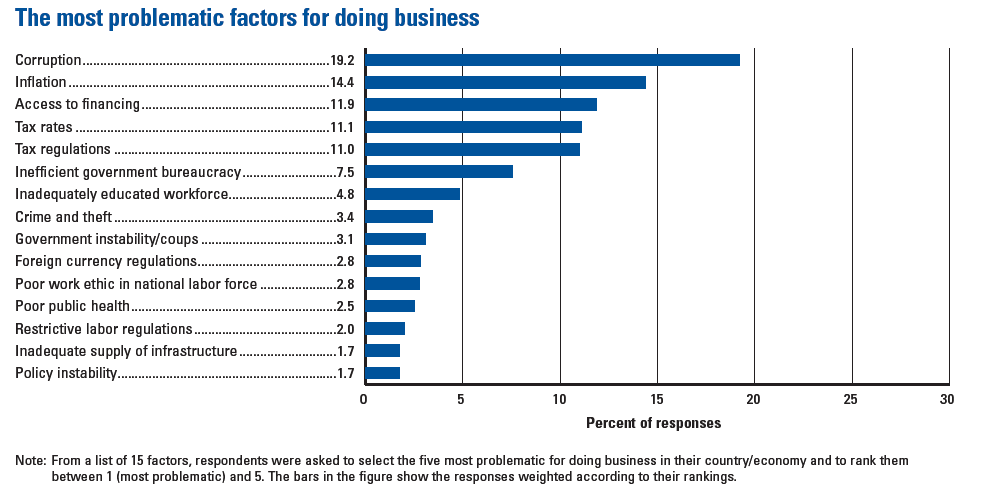 The most problematic factors for doing business
Corruption 19.2
Inflation 14.4
Access to financing 11.9
Tax rates 11.1
Tax regulations 11.0
Inefficient government bureaucracy 7.5
Inadequately educated workforce 4.8
Crime and theft 3.4
Government instability/coups 3.1
Foreign currency regulations 2.8
Poor work ethic in national labor force 2.8
Poor public health 2.5
Restrictive labor regulations 2.0
Inadequate supply of infrastructure 1.7
Policy instability 1.7
0 5 10 15 20 25 30
Percent of responses
Note: From a list of 15 factors, respondents were asked to select the five most problematic for doing business in their country/economy and to rank them
between 1 (most problematic) and 5. The bars in the figure show the responses weighted according to their rankings.